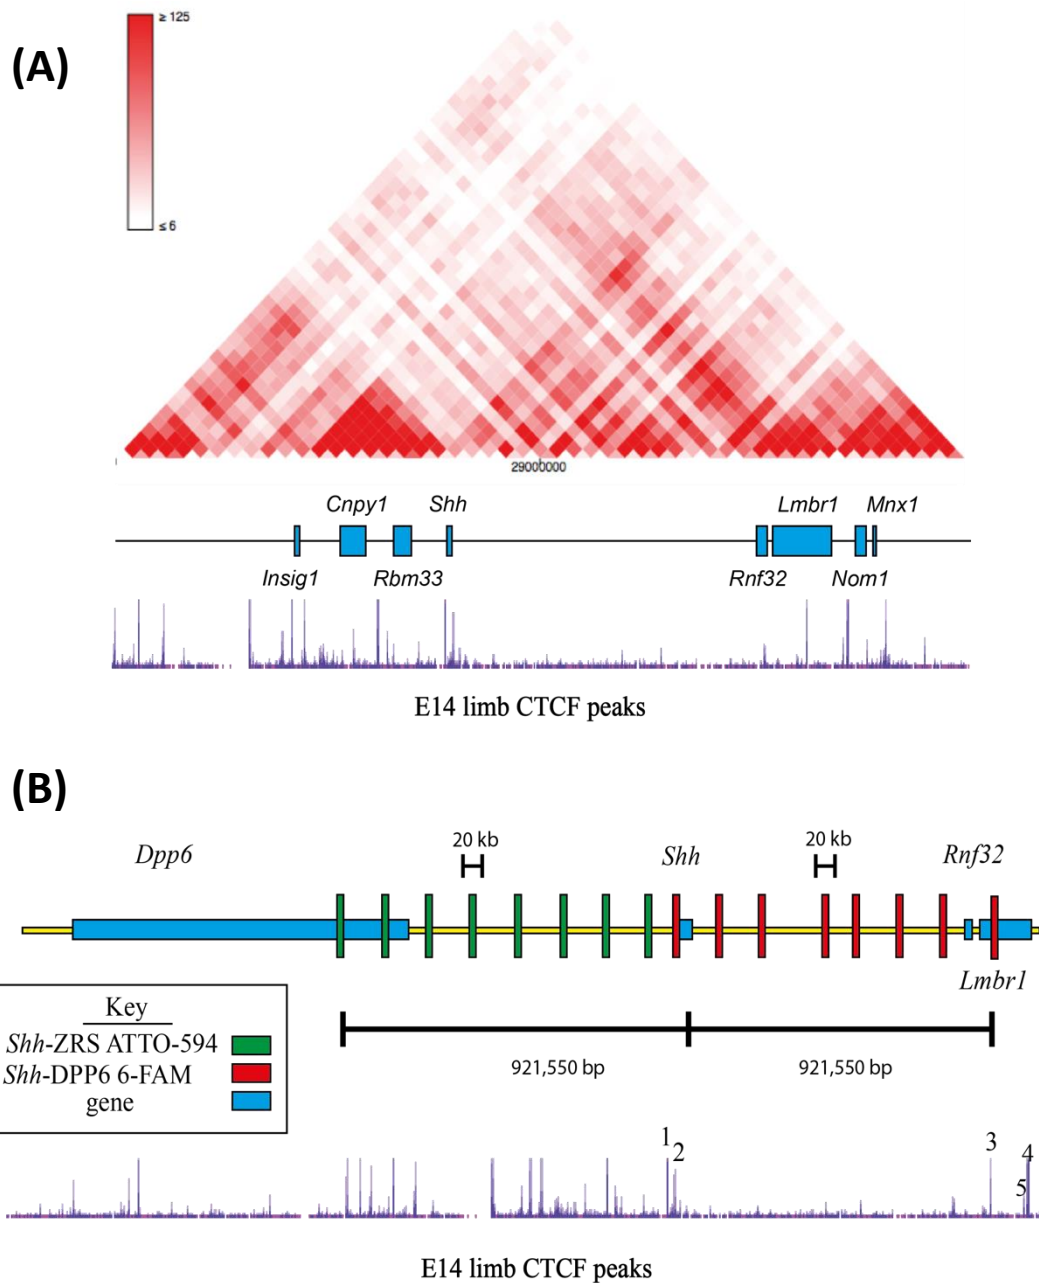 (A)
≥ 125
≤ 6
29000000
Cnpy1 Shh Lmbr1 Mnx1
Insig1 Rbm33 Rnf32 Nom1
E14 limb CTCF peaks
(B)
20 kb 20 kb
Dpp6 Shh Rnf32
Lmbr1
Key
Shh-ZRS ATTO-594
Shh-DPP6 6-FAM
gene
921,550 bp 921,550 bp
1 2 3 4
5
E14 limb CTCF peaks